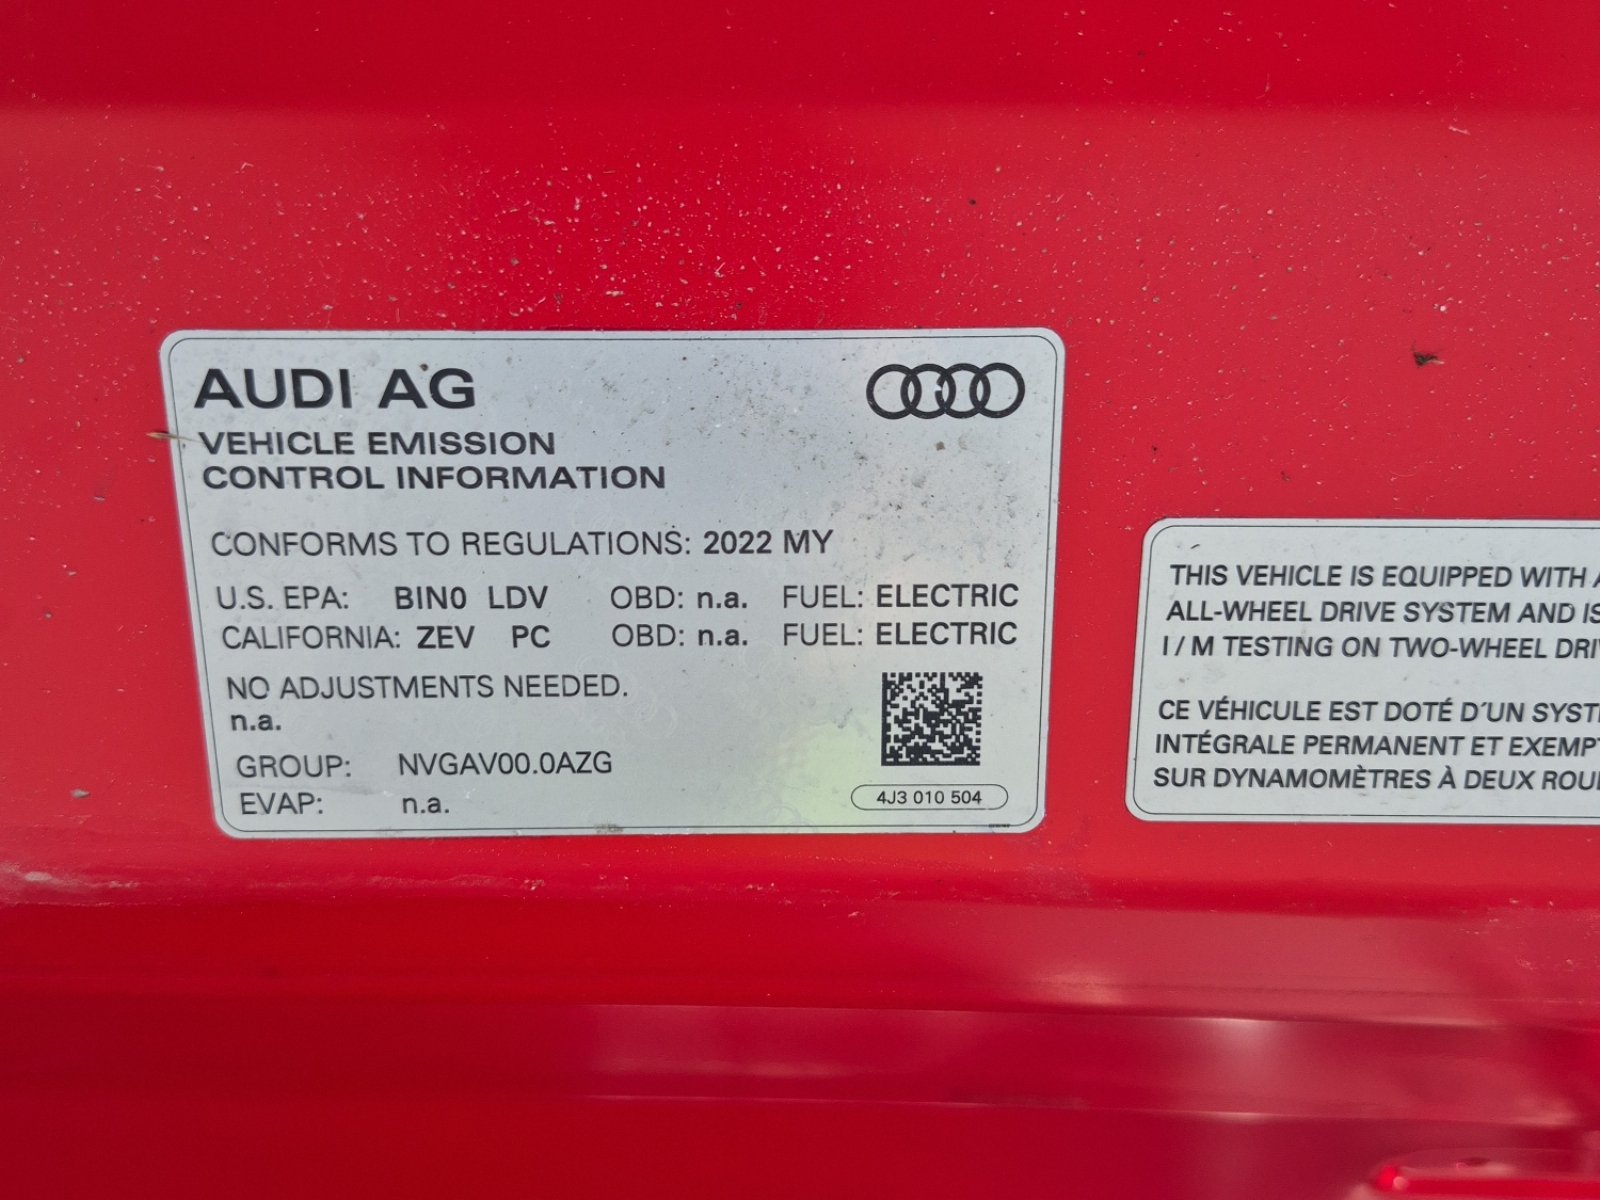 AUDI AG
VEHICLE EMISSION
CONTROL INFORMATION
CONFORMS TO REGULATIONS: 2022 MY
U.S. EPA: BIN0 LDV OBD: n.a. FUEL: ELECTRIC
CALIFORNIA: ZEV PC OBD: n.a. FUEL: ELECTRIC
NO ADJUSTMENTS NEEDED.
n.a.
GROUP: NVGAV00.0AZG
EVAP: n.a.
4J3 010 504
THIS VEHICLE IS EQUIPPED WITH
ALL-WHEEL DRIVE SYSTEM AND
I / M TESTING ON TWO-WHEEL
CE VÉHICULE EST DOTÉ D'UN
INTÉGRALE PERMANENT ET
SUR DYNAMOMÈTRES À DEUX